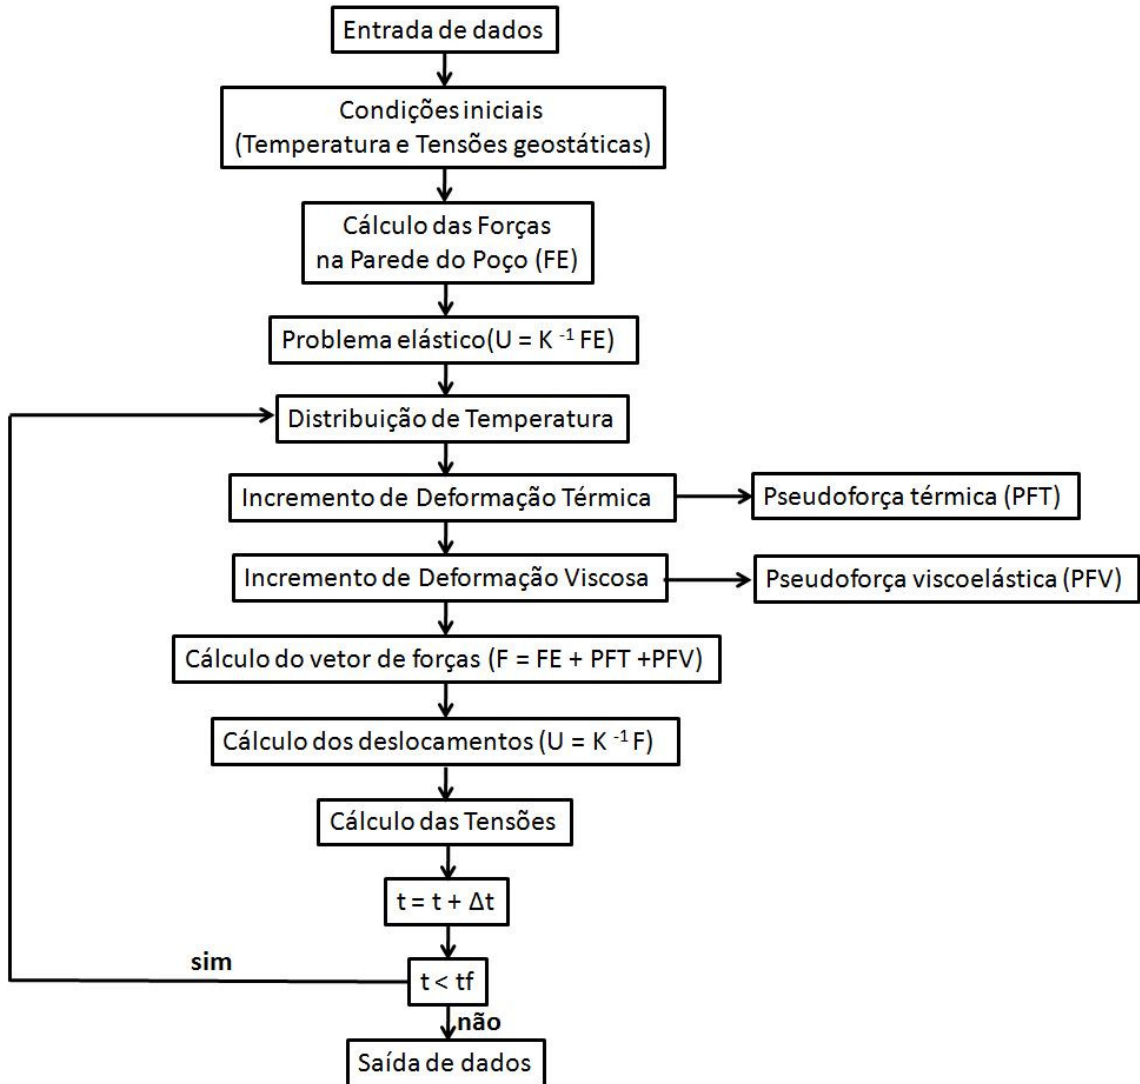 Entrada de dados
Condições iniciais
(Temperatura e Tensões geostáticas)
Cálculo das Forças
na Parede do Poço (FE)
Problema elástico(U = K ⁻¹ FE)
Distribuição de Temperatura
Incremento de Deformação Térmica
Pseudoforça térmica (PFT)
Incremento de Deformação Viscosa
Pseudoforça viscoelástica (PFV)
Cálculo do vetor de forças (F = FE + PFT +PFV)
Cálculo dos deslocamentos (U = K ⁻¹ F)
Cálculo das Tensões
t = t + Δt
sim
t < tf
não
Saída de dados